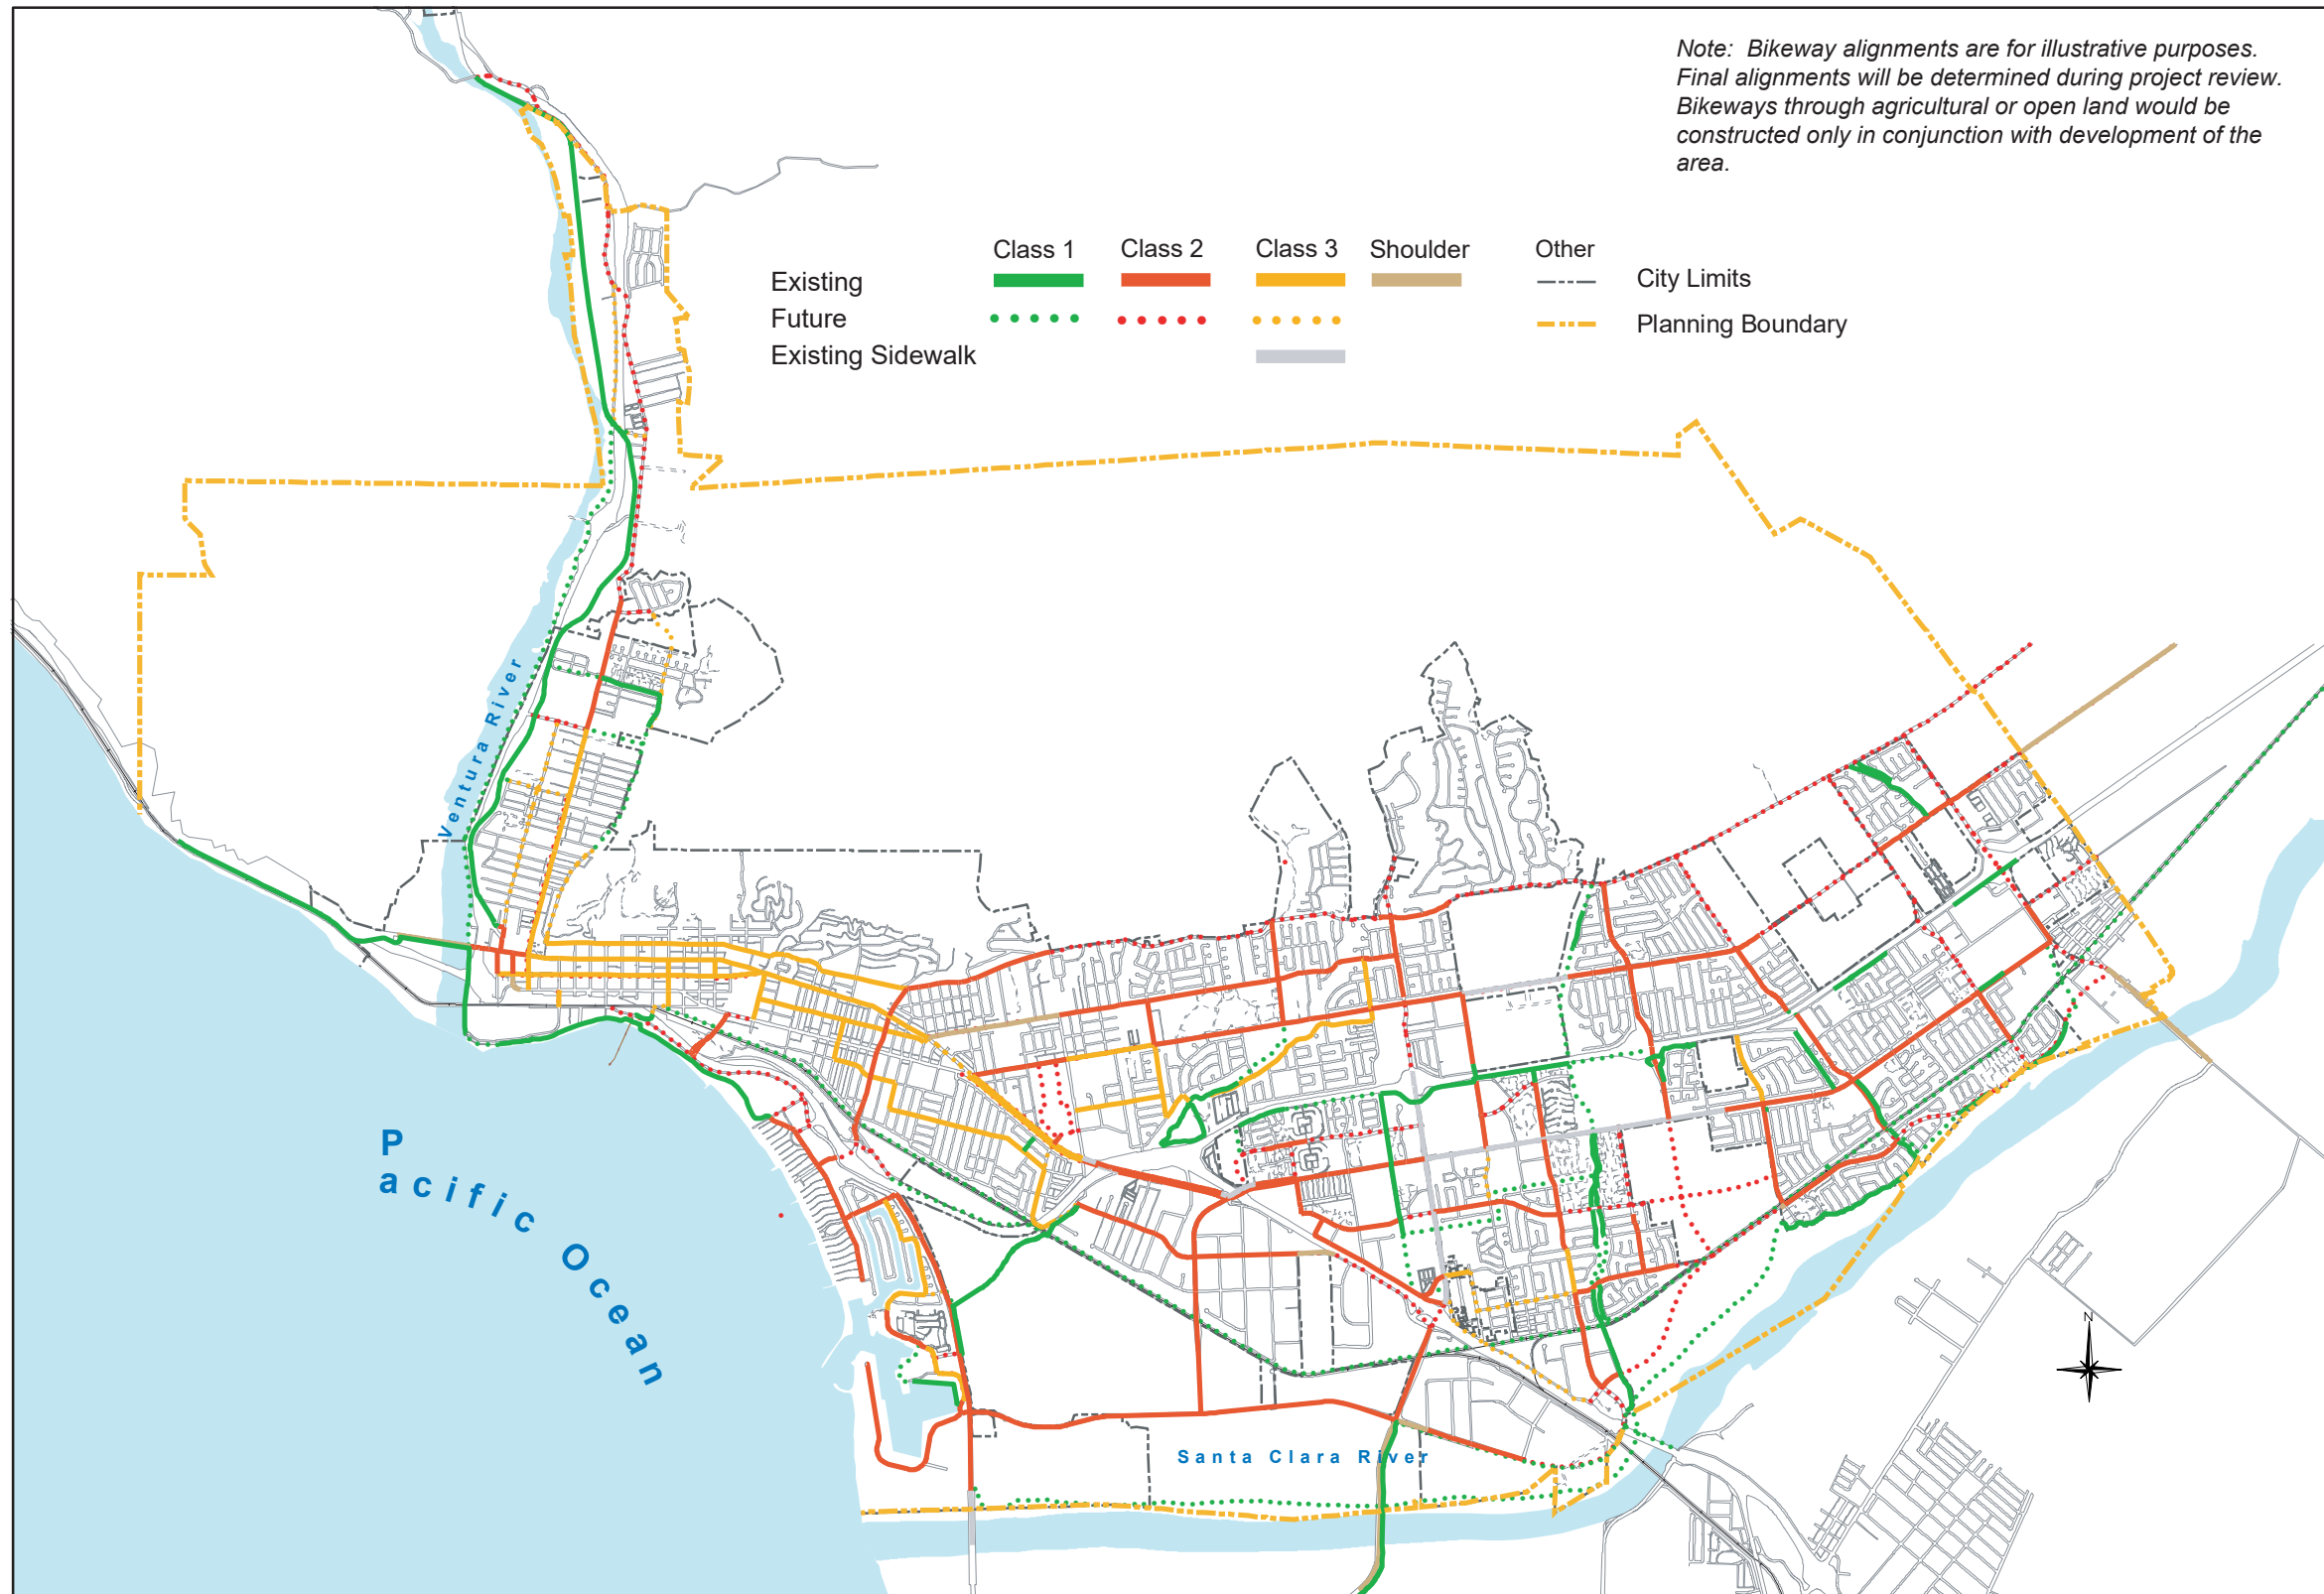 Note: Bikeway alignments are for illustrative purposes.
Final alignments will be determined during project review.
Bikeways through agricultural or open land would be
constructed only in conjunction with development of the
area.
Class 1 Class 2 Class 3 Shoulder Other
Existing City Limits
Future Planning Boundary
Existing Sidewalk
Ventura River
Pacific Ocean
N
Santa Clara River